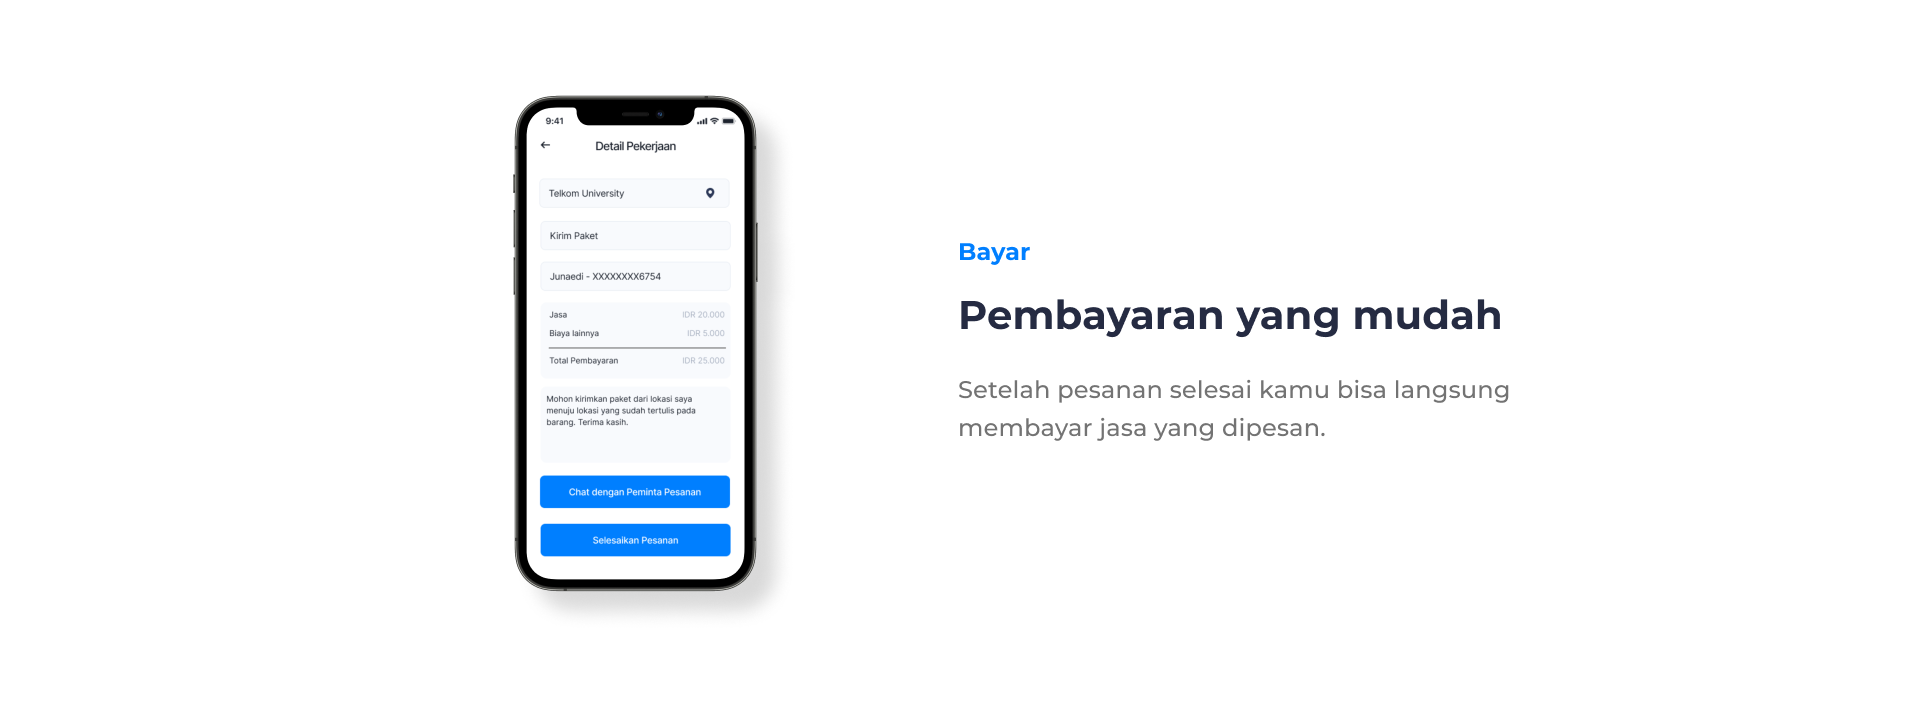 9:41
Detail Pekerjaan
Telkom University
Kirim Paket
Junaedi - XXXXXXXX6754
Jasa IDR 20.000
Biaya lainnya IDR 5.000
Total Pembayaran IDR 25.000
Mohon kirimkan paket dari lokasi saya
menuju lokasi yang sudah tertulis pada
barang. Terima kasih.
Chat dengan Peminta Pesanan
Selesaikan Pesanan
Bayar
Pembayaran yang mudah
Setelah pesanan selesai kamu bisa langsung
membayar jasa yang dipesan.